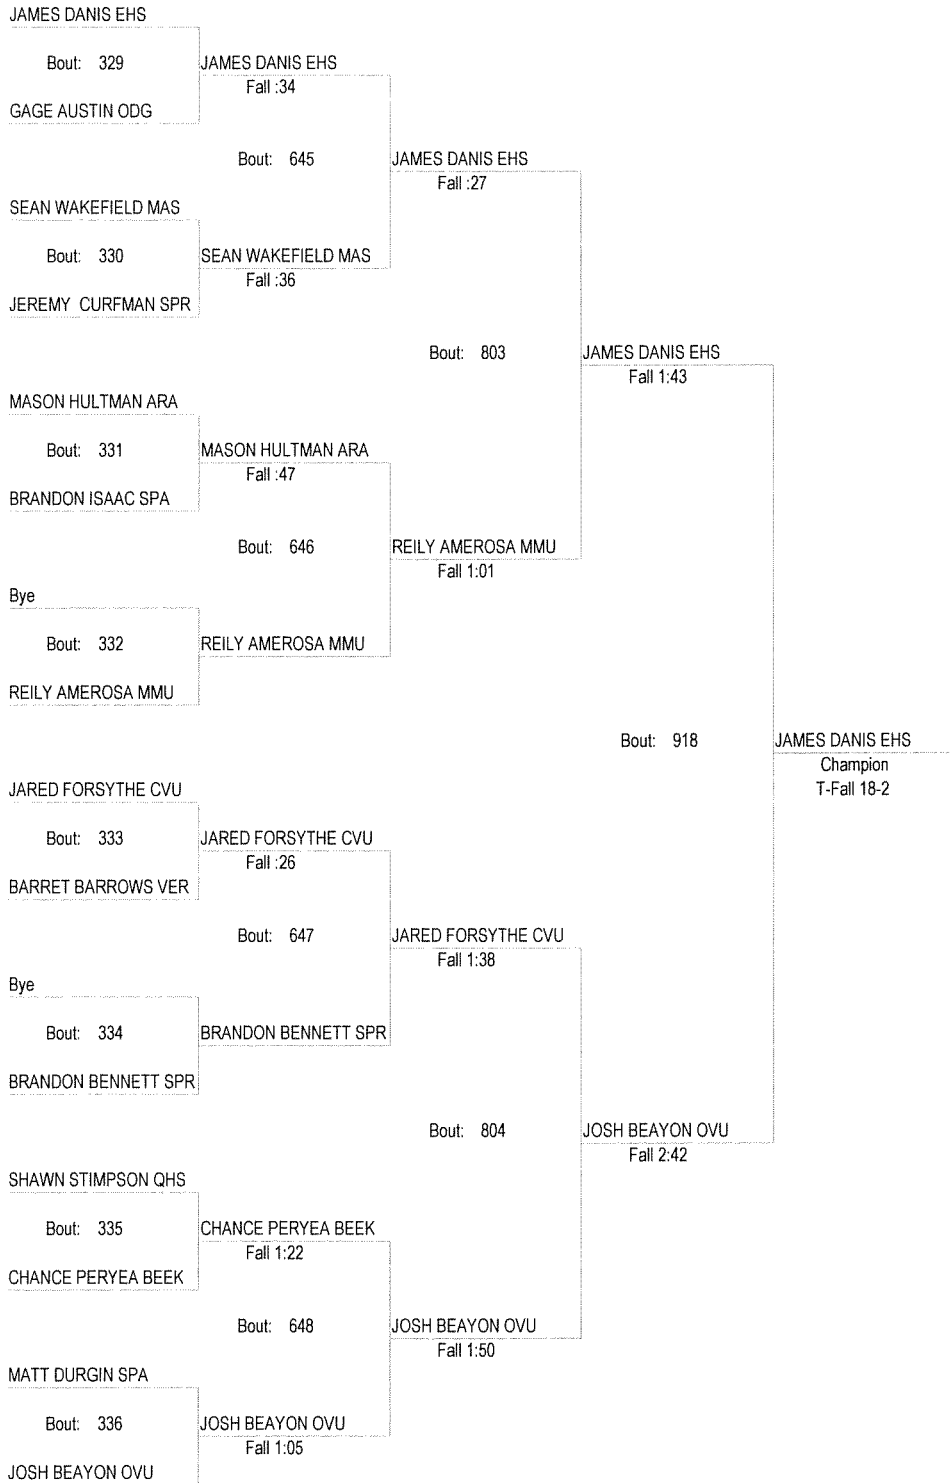 JAMES DANIS EHS
Bout: 329
JAMES DANIS EHS
Fall :34
GAGE AUSTIN ODG
Bout: 645
JAMES DANIS EHS
Fall :27
SEAN WAKEFIELD MAS
Bout: 330
SEAN WAKEFIELD MAS
Fall :36
JEREMY CURFMAN SPR
Bout: 803
JAMES DANIS EHS
Fall 1:43
MASON HULTMAN ARA
Bout: 331
MASON HULTMAN ARA
Fall :47
BRANDON ISAAC SPA
Bout: 646
REILY AMEROSA MMU
Fall 1:01
Bye
Bout: 332
REILY AMEROSA MMU
REILY AMEROSA MMU
Bout: 918
JAMES DANIS EHS
Champion
T-Fall 18-2
JARED FORSYTHE CVU
Bout: 333
JARED FORSYTHE CVU
Fall :26
BARRET BARROWS VER
Bout: 647
JARED FORSYTHE CVU
Fall 1:38
Bye
Bout: 334
BRANDON BENNETT SPR
BRANDON BENNETT SPR
Bout: 804
JOSH BEAYON OVU
Fall 2:42
SHAWN STIMPSON QHS
Bout: 335
CHANCE PERYEA BEEK
Fall 1:22
CHANCE PERYEA BEEK
Bout: 648
JOSH BEAYON OVU
Fall 1:50
MATT DURGIN SPA
Bout: 336
JOSH BEAYON OVU
Fall 1:05
JOSH BEAYON OVU